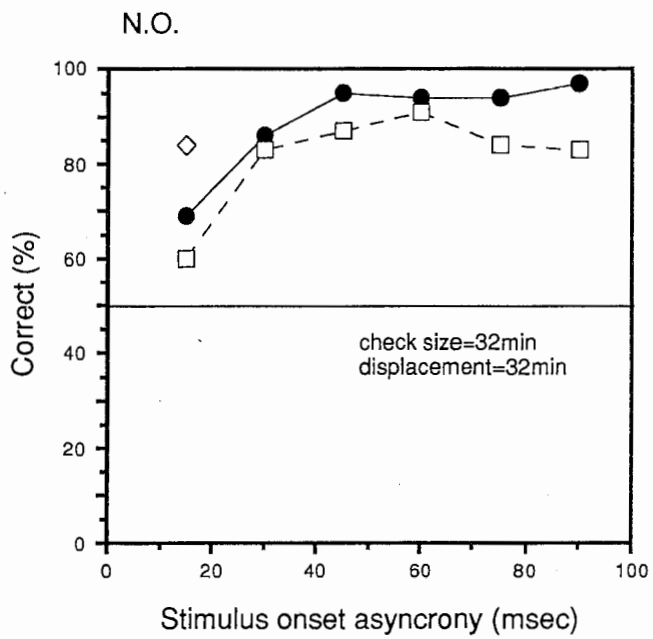 N.O.
100
80
60
40
20
0
Correct (%)
check size=32min
displacement=32min
0 20 40 60 80 100
Stimulus onset asyncrony (msec)